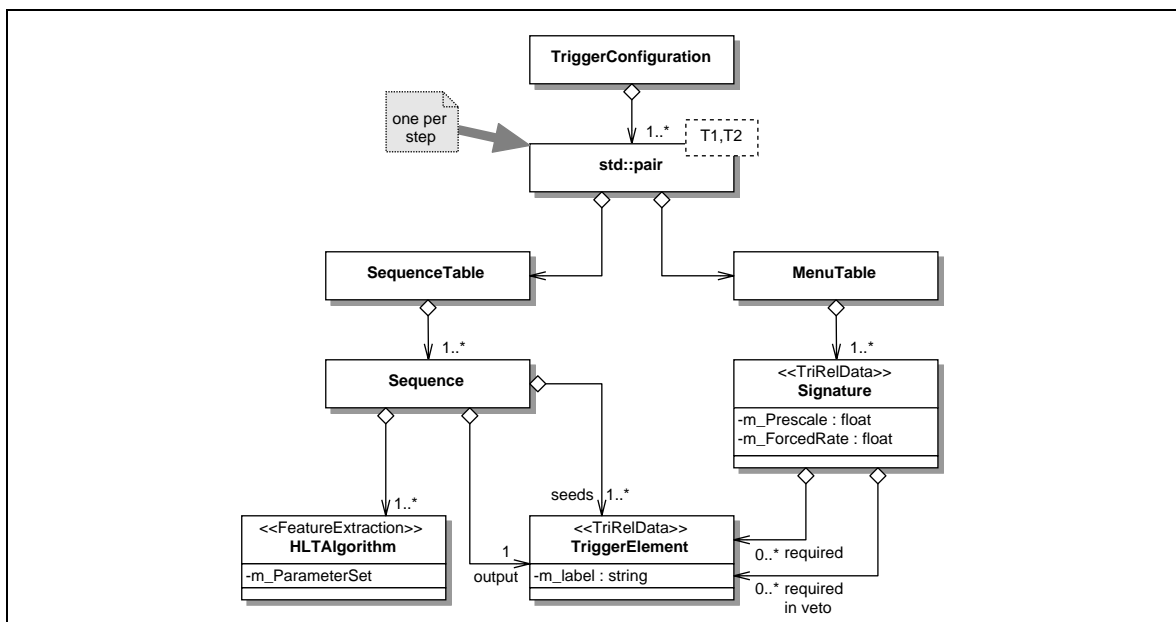 TriggerConfiguration
one per
step
1..*
T1,T2
std::pair
SequenceTable
MenuTable
1..*
1..*
Sequence
<<TriRelData>>
Signature
-m_Prescale : float
-m_ForcedRate : float
1..*
seeds
1..*
<<FeatureExtraction>>
HLTAlgorithm
-m_ParameterSet
1
output
<<TriRelData>>
TriggerElement
-m_label : string
0..* required
0..* required
in veto